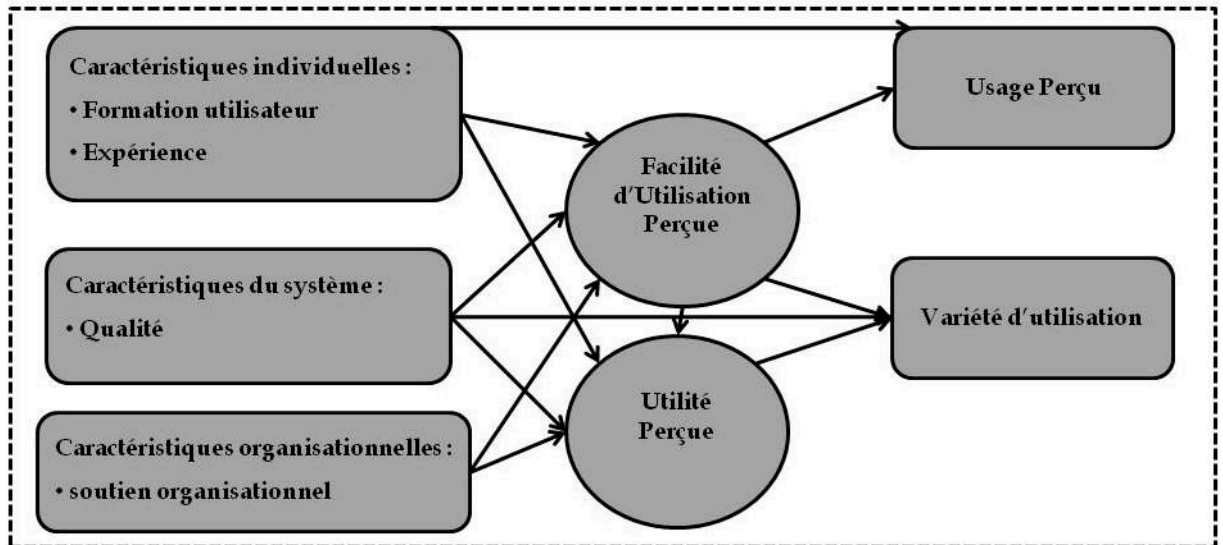 Caractéristiques individuelles :
• Formation utilisateur
• Expérience
Usage Perçu
Facilité
d'Utilisation
Perçue
Caractéristiques du système :
• Qualité
Variété d'utilisation
Utilité
Perçue
Caractéristiques organisationnelles :
• soutien organisationnel